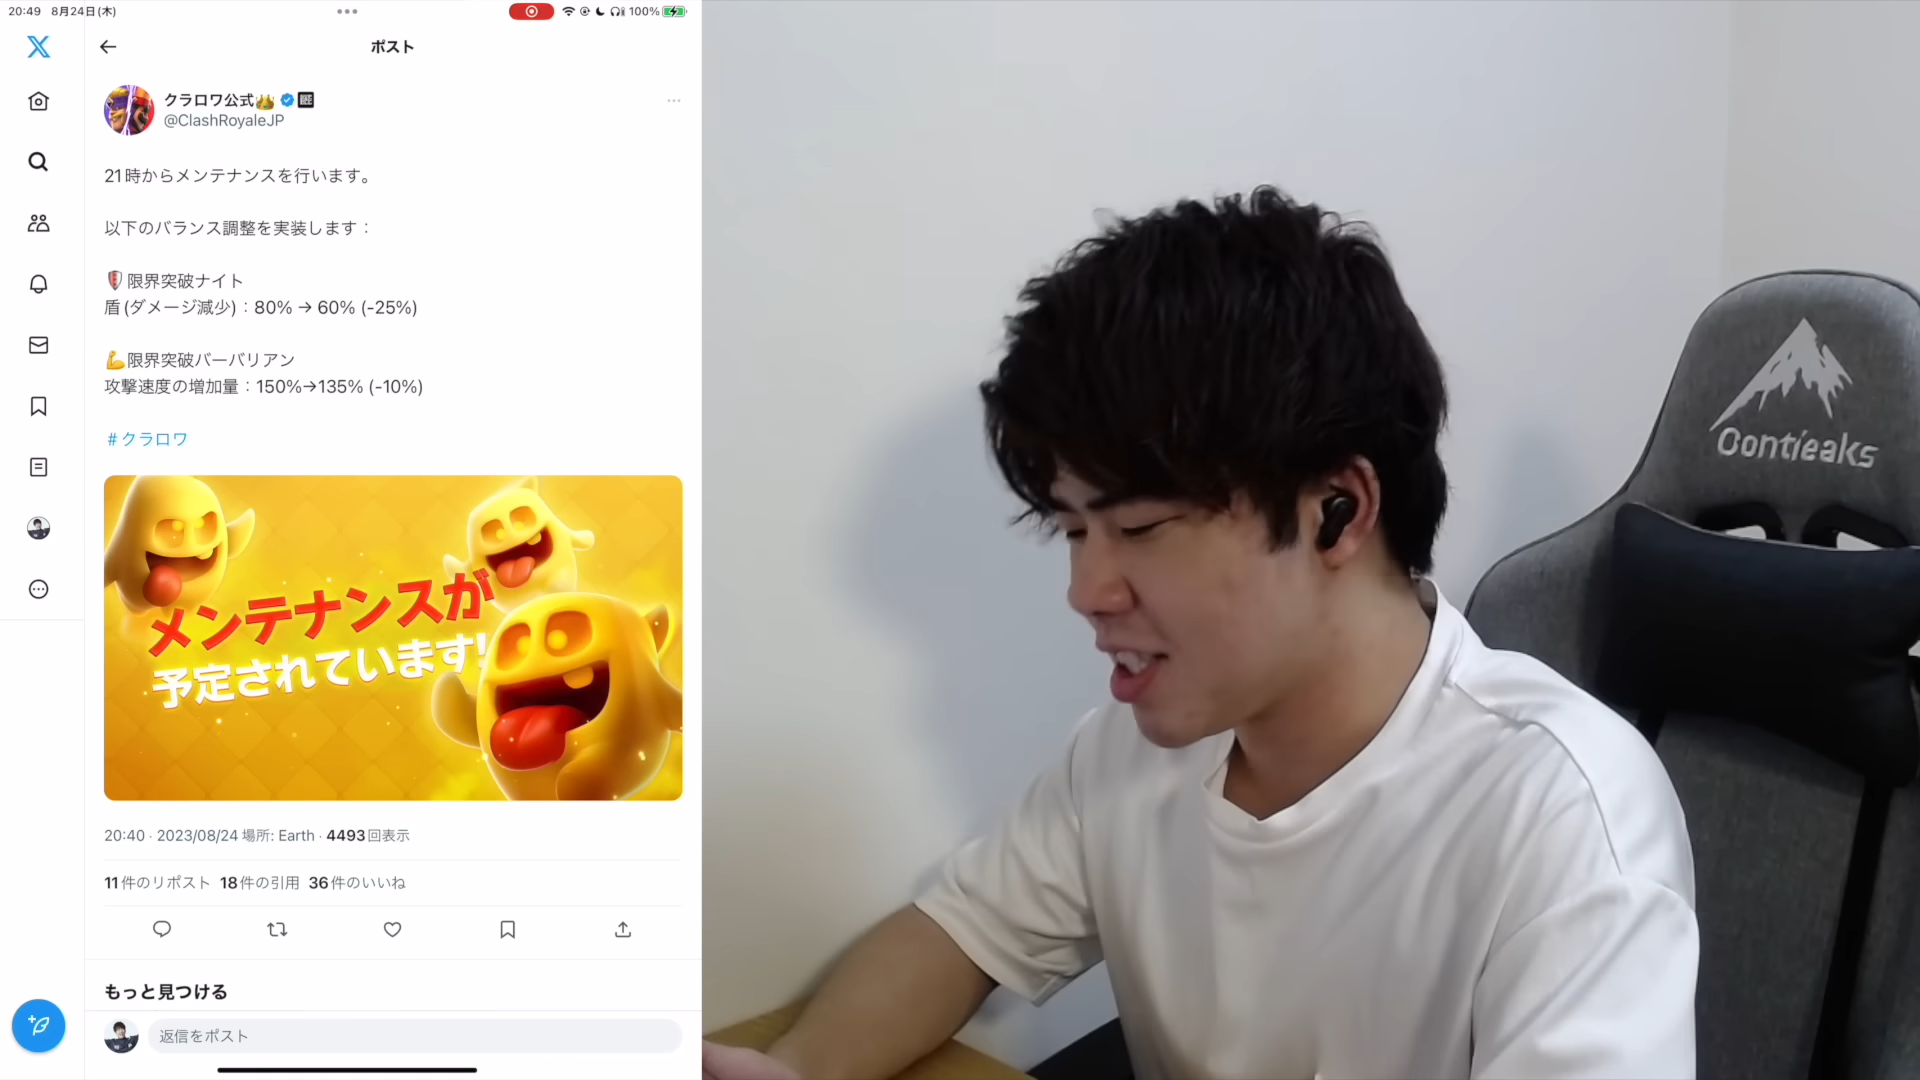 20:49 8月24日(木)
100%
ポスト
クラロワ公式
@ClashRoyaleJP
21時からメンテナンスを行います。
以下のバランス調整を実装します：
限界突破ナイト
盾(ダメージ減少)：80% → 60% (-25%)
限界突破バーバリアン
攻撃速度の増加量：150%→135% (-10%)
#クラロワ
メンテナンスが
予定されています!
20:40 · 2023/08/24 場所: Earth · 4493回表示
11件のリポスト 18件の引用 36件のいいね
もっと見つける
返信をポスト
Contieaks